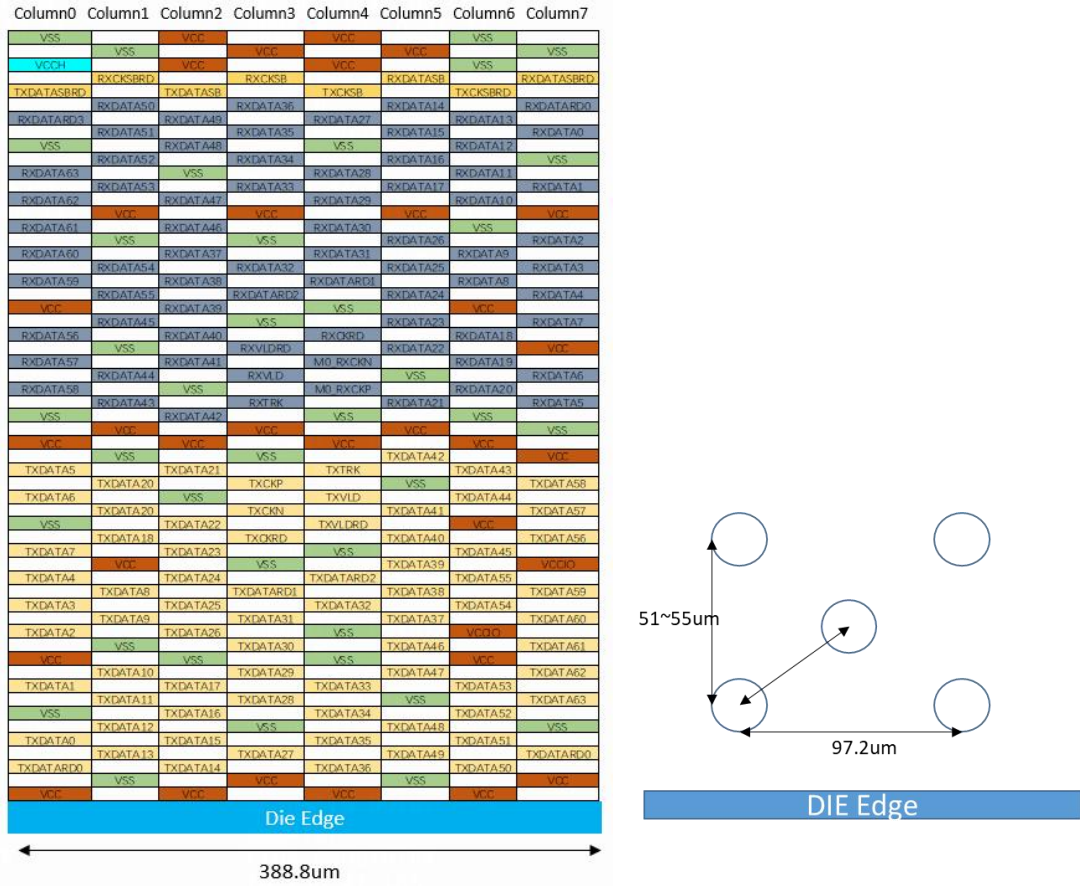 Column0 Column1 Column2 Column3 Column4 Column5 Column6 Column7
VSS VCC VCC VSS
VSS VCC VCC VSS
VCCH VCC VCC VSS
RXCKSBRD RXCKSB RXDATASB RXDATASBRD
TXDATASBRD TXDATASB TXCKSB TXCKSBRD
RXDATA50 RXDATA36 RXDATA14 RXDATARD0
RXDATARD3 RXDATA49 RXDATA27 RXDATA13
RXDATA51 RXDATA35 RXDATA15 RXDATA0
VSS RXDATA48 VSS RXDATA12
RXDATA52 RXDATA34 RXDATA16 VSS
RXDATA63 VSS RXDATA28 RXDATA11
RXDATA53 RXDATA33 RXDATA17 RXDATA1
RXDATA62 RXDATA47 RXDATA29 RXDATA10
VCC VCC VCC VCC
RXDATA61 RXDATA46 RXDATA30 VSS
VSS VSS RXDATA26 RXDATA2
RXDATA60 RXDATA37 RXDATA31 RXDATA9
RXDATA54 RXDATA32 RXDATA25 RXDATA3
RXDATA59 RXDATA38 RXDATARD1 RXDATA8
RXDATA55 RXDATARD2 RXDATA24 RXDATA4
VCC RXDATA39 VSS VCC
RXDATA45 VSS RXDATA23 RXDATA7
RXDATA56 RXDATA40 RXCKRD RXDATA18
VSS RXVLDRD RXDATA22 VCC
RXDATA57 RXDATA41 M0_RXCKN RXDATA19
RXDATA44 RXVLD VSS RXDATA6
RXDATA58 VSS M0_RXCKP RXDATA20
RXDATA43 RXTRK RXDATA21 RXDATA5
VSS RXDATA42 VSS VSS
VCC VCC VCC VSS
VCC VCC VCC VCC
VSS VSS TXDATA42 VCC
TXDATA5 TXDATA21 TXTRK TXDATA43
TXDATA20 TXCKP VSS TXDATA58
TXDATA6 VSS TXVLD TXDATA44
TXDATA20 TXCKN TXDATA41 TXDATA57
VSS TXDATA22 TXVLDRD VCC
TXDATA18 TXCKRD TXDATA40 TXDATA56
TXDATA7 TXDATA23 VSS TXDATA45
VCC VSS TXDATA39 VCCIO
TXDATA4 TXDATA24 TXDATARD2 TXDATA55
TXDATA8 TXDATARD1 TXDATA38 TXDATA59
TXDATA3 TXDATA25 TXDATA32 TXDATA54
TXDATA9 TXDATA31 TXDATA37 TXDATA60
TXDATA2 TXDATA26 VSS VCCIO
VSS TXDATA30 TXDATA46 TXDATA61
VCC VSS VSS VCC
TXDATA10 TXDATA29 TXDATA47 TXDATA62
TXDATA1 TXDATA17 TXDATA33 TXDATA53
TXDATA11 TXDATA28 VSS TXDATA63
VSS TXDATA16 TXDATA34 TXDATA52
TXDATA12 VSS TXDATA48 VSS
TXDATA0 TXDATA15 TXDATA35 TXDATA51
TXDATA13 TXDATA27 TXDATA49 TXDATARD0
TXDATARD0 TXDATA14 TXDATA36 TXDATA50
VSS VCC VSS VCC
VCC VCC VCC VCC
Die Edge
388.8um
51~55um
97.2um
DIE Edge